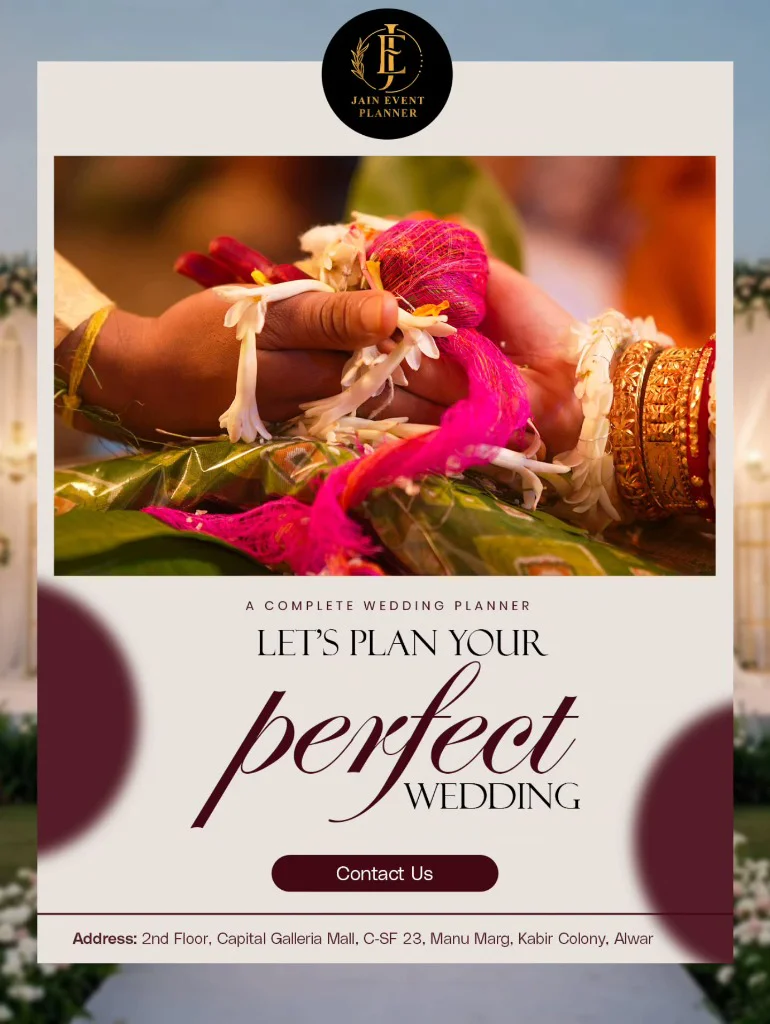 JE
JAIN EVENT
PLANNER
A COMPLETE WEDDING PLANNER
LET'S PLAN YOUR
perfect
WEDDING
Contact Us
Address: 2nd Floor, Capital Galleria Mall, C-SF 23, Manu Marg, Kabir Colony, Alwar